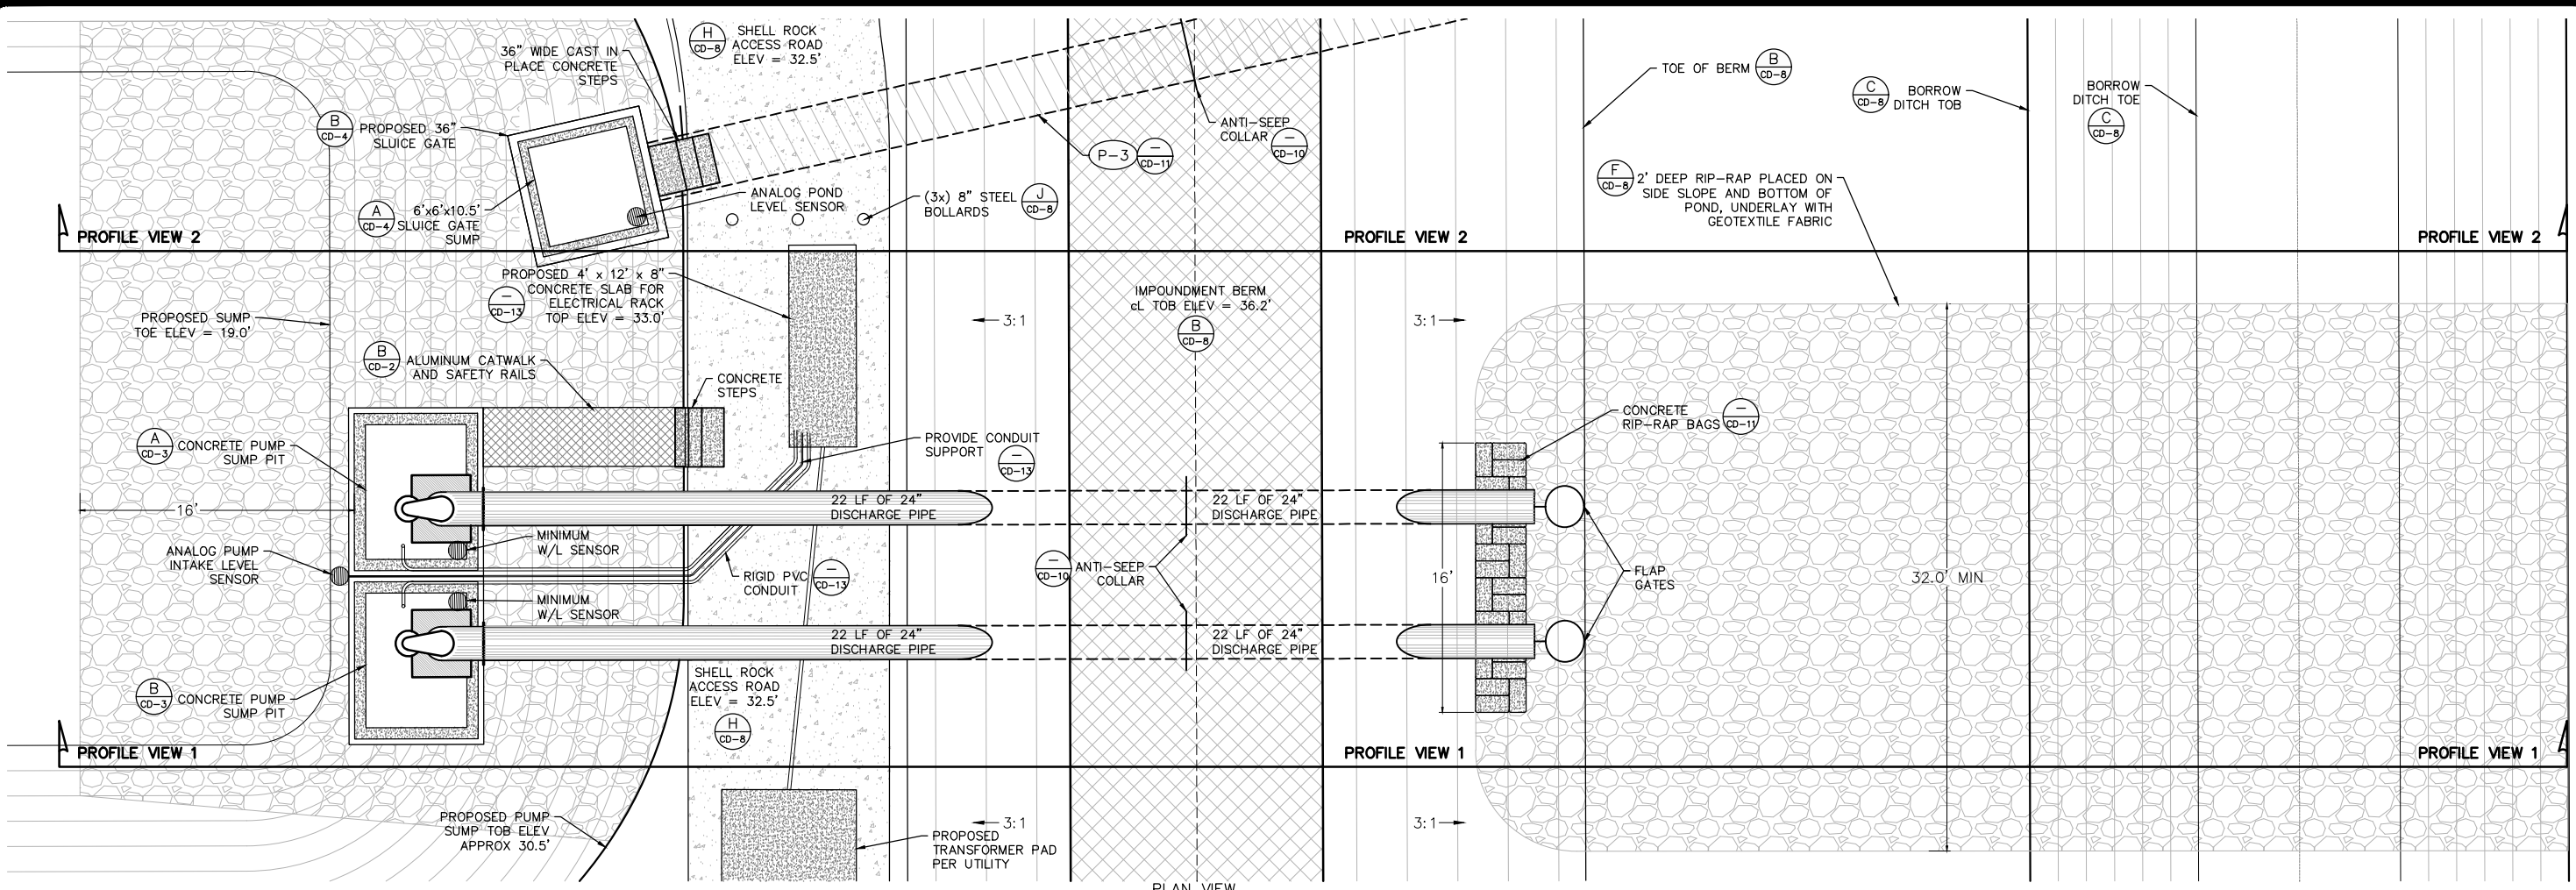 36" WIDE CAST IN
PLACE CONCRETE
STEPS
H
CD-8
SHELL ROCK
ACCESS ROAD
ELEV = 32.5'
TOE OF BERM
B
CD-8
C
CD-8
BORROW
DITCH TOB
BORROW
DITCH TOE
C
CD-8
B
CD-4
PROPOSED 36"
SLUICE GATE
ANTI-SEEP
COLLAR
–
CD-10
P-3
–
CD-11
A
CD-4
6'x6'x10.5'
SLUICE GATE
SUMP
ANALOG POND
LEVEL SENSOR
(3x) 8" STEEL
BOLLARDS
J
CD-8
F
CD-8
2' DEEP RIP-RAP PLACED ON
SIDE SLOPE AND BOTTOM OF
POND, UNDERLAY WITH
GEOTEXTILE FABRIC
PROFILE VIEW 2
PROFILE VIEW 2
PROFILE VIEW 2
PROPOSED 4' x 12' x 8"
CONCRETE SLAB FOR
ELECTRICAL RACK
TOP ELEV = 33.0'
–
CD-13
IMPOUNDMENT BERM
cL TOB ELEV = 36.2'
B
CD-8
PROPOSED SUMP
TOE ELEV = 19.0'
3:1
3:1
B
CD-2
ALUMINUM CATWALK
AND SAFETY RAILS
CONCRETE
STEPS
CONCRETE
RIP-RAP BAGS
–
CD-11
A
CD-3
CONCRETE PUMP
SUMP PIT
PROVIDE CONDUIT
SUPPORT
–
CD-13
16'
22 LF OF 24"
DISCHARGE PIPE
22 LF OF 24"
DISCHARGE PIPE
MINIMUM
W/L SENSOR
ANALOG PUMP
INTAKE LEVEL
SENSOR
RIGID PVC
CONDUIT
–
CD-13
–
CD-10
ANTI-SEEP
COLLAR
16'
FLAP
GATES
32.0' MIN
MINIMUM
W/L SENSOR
22 LF OF 24"
DISCHARGE PIPE
22 LF OF 24"
DISCHARGE PIPE
B
CD-3
CONCRETE PUMP
SUMP PIT
SHELL ROCK
ACCESS ROAD
ELEV = 32.5'
H
CD-8
PROFILE VIEW 1
PROFILE VIEW 1
PROFILE VIEW 1
PROPOSED PUMP
SUMP TOB ELEV
APPROX 30.5'
3:1
3:1
PROPOSED
TRANSFORMER PAD
PER UTILITY
PLAN VIEW